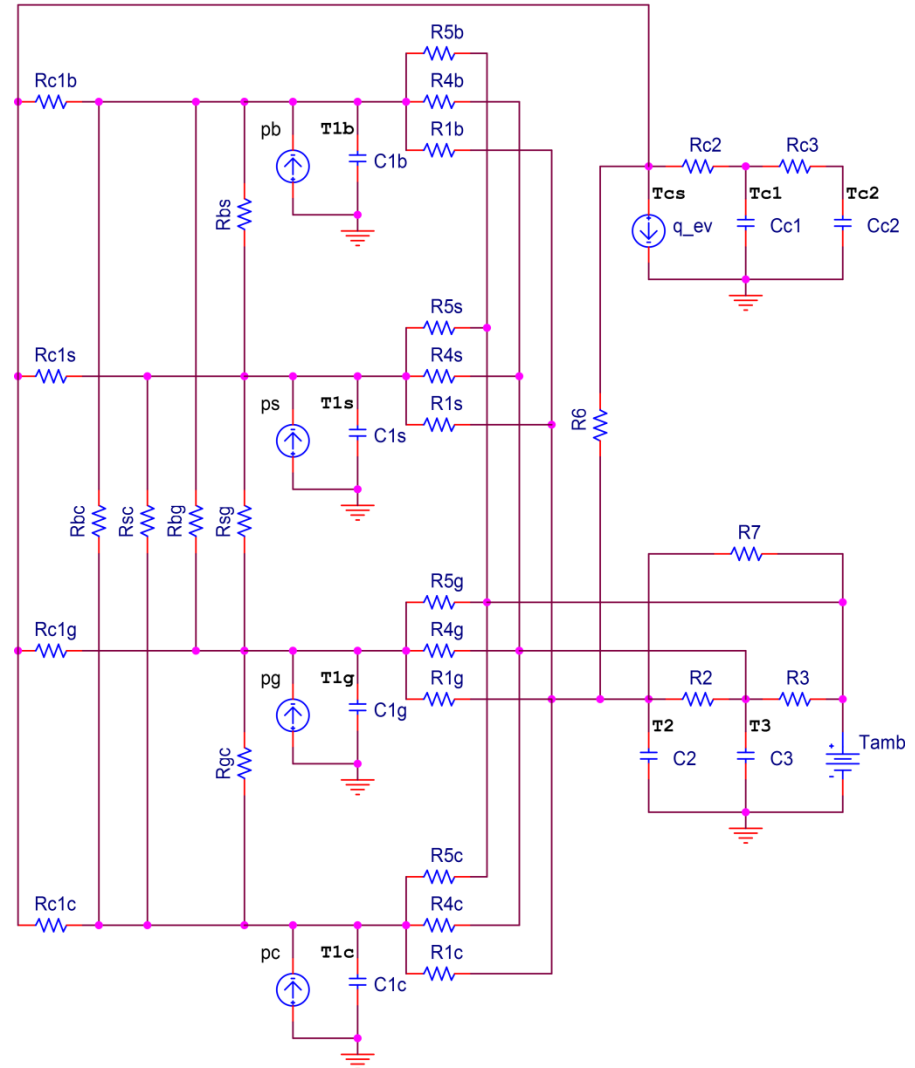 R5b
Rc1b
R4b
pb
T1b
R1b
C1b
Rc2
Rc3
Tcs
Tc1
Tc2
q_ev
Cc1
Cc2
Rbs
R5s
Rc1s
R4s
ps
T1s
R1s
C1s
R6
Rbc
Rsc
Rbg
Rsg
R7
R5g
Rc1g
R4g
pg
T1g
R1g
C1g
R2
R3
T2
T3
Tamb
C2
C3
Rgc
R5c
Rc1c
R4c
pc
T1c
R1c
C1c